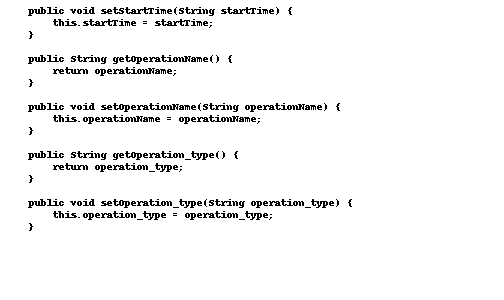 public void setStartTime(String startTime) {
    this.startTime = startTime;
}

public String getOperationName() {
    return operationName;
}

public void setOperationName(String operationName) {
    this.operationName = operationName;
}

public String getOperation_type() {
    return operation_type;
}

public void setOperation_type(String operation_type) {
    this.operation_type = operation_type;
}